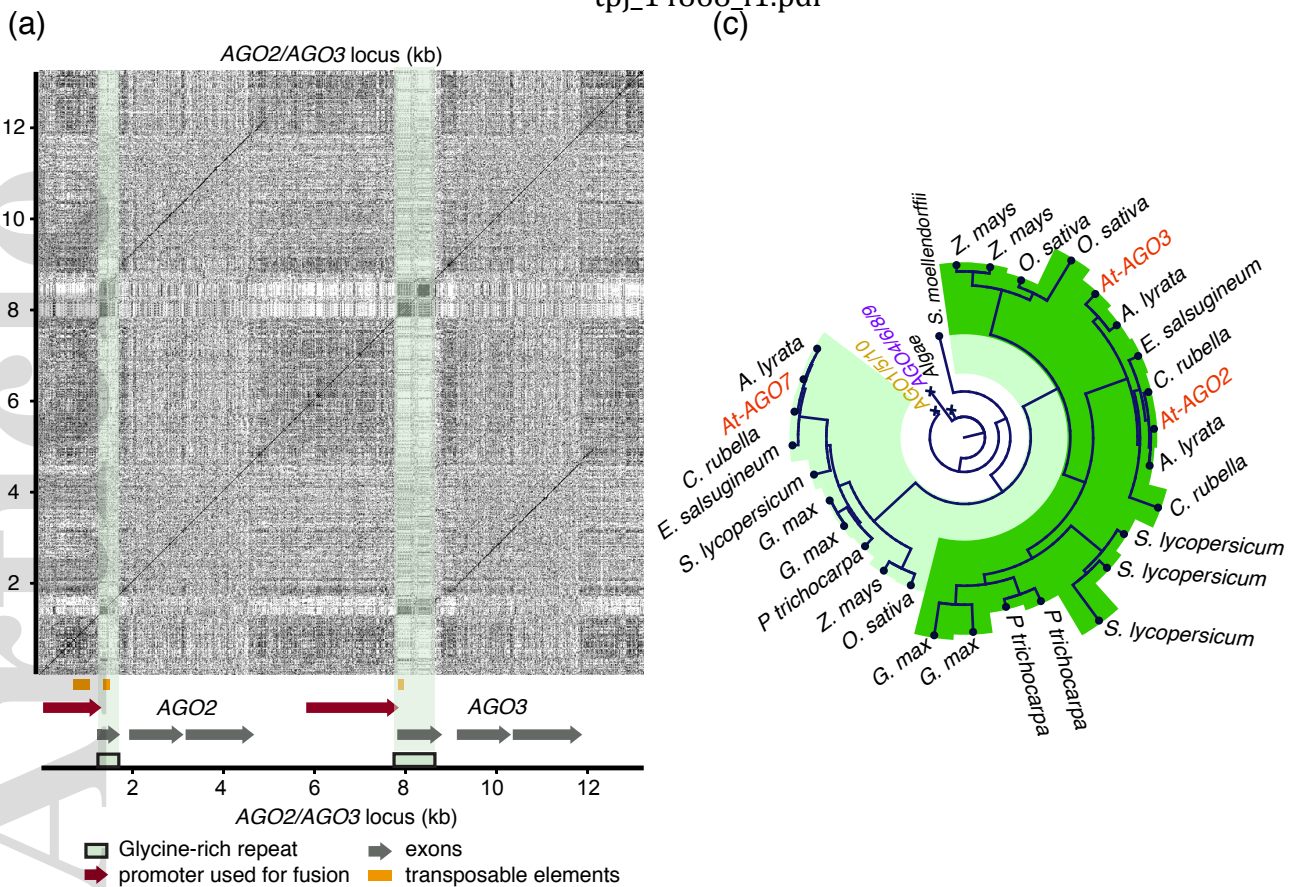 tpj_14868_f1.pdf
(a)
(c)
AGO2/AGO3 locus (kb)
12
10
8
6
4
2
AGO2
AGO3
2
4
6
8
10
12
AGO2/AGO3 locus (kb)
Glycine-rich repeat
exons
promoter used for fusion
transposable elements
S. moellendorffii
Z. mays
Z. mays
O. sativa
O. sativa
At-AGO3
A. lyrata
E. salsugineum
C. rubella
At-AGO2
A. lyrata
C. rubella
S. lycopersicum
S. lycopersicum
S. lycopersicum
P trichocarpa
P trichocarpa
G. max
G. max
O. sativa
Z. mays
P trichocarpa
G. max
G. max
S. lycopersicum
E. salsugineum
C. rubella
At-AGO7
A. lyrata
AGO1/5/10
AGO4/6/8/9
Algae